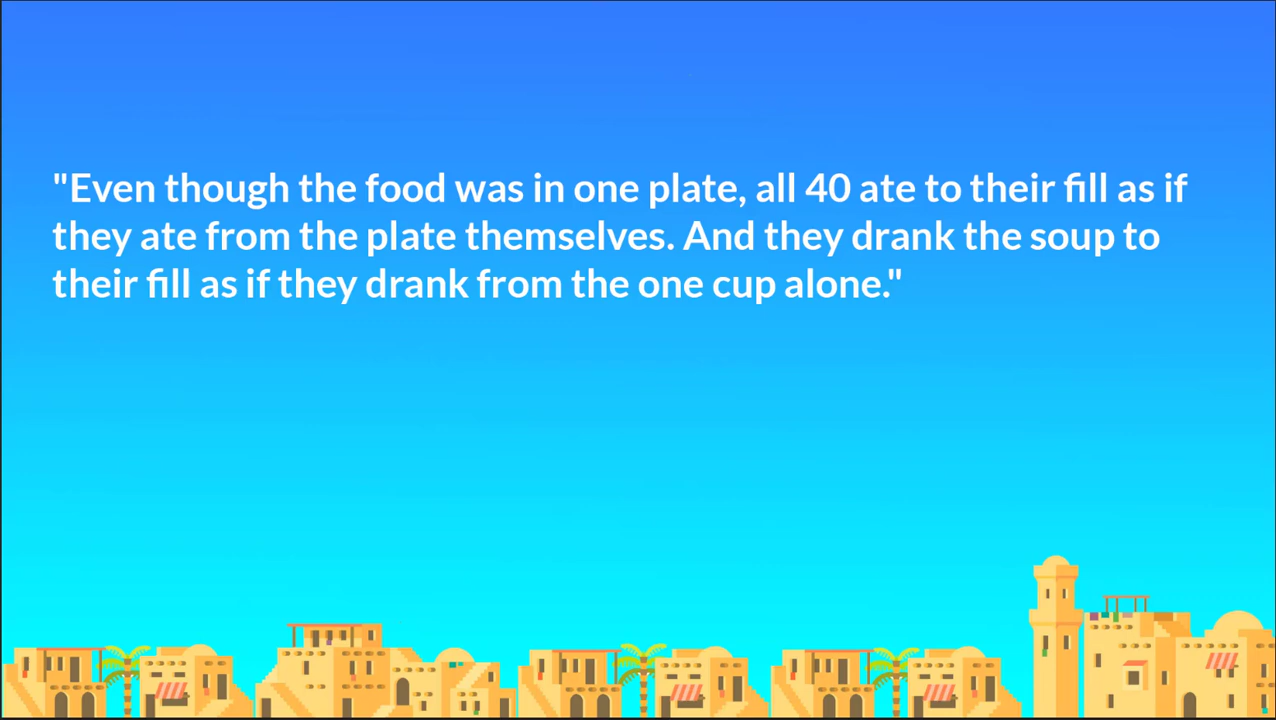 "Even though the food was in one plate, all 40 ate to their fill as if
they ate from the plate themselves. And they drank the soup to
their fill as if they drank from the one cup alone."